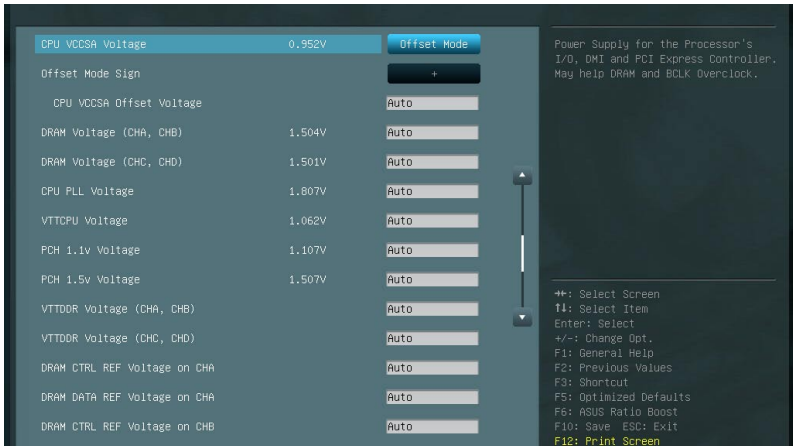 CPU VCCSA Voltage 0.952V Offset Mode
Offset Mode Sign +
CPU VCCSA Offset Voltage Auto
DRAM Voltage (CHA, CHB) 1.504V Auto
DRAM Voltage (CHC, CHD) 1.501V Auto
CPU PLL Voltage 1.807V Auto
VTTCPU Voltage 1.062V Auto
PCH 1.1v Voltage 1.107V Auto
PCH 1.5v Voltage 1.507V Auto
VTTDDR Voltage (CHA, CHB) Auto
VTTDDR Voltage (CHC, CHD) Auto
DRAM CTRL REF Voltage on CHA Auto
DRAM DATA REF Voltage on CHA Auto
DRAM CTRL REF Voltage on CHB Auto
Power Supply for the Processor's
I/O, DMI and PCI Express Controller.
May help DRAM and BCLK Overclock.
→←: Select Screen
↑↓: Select Item
Enter: Select
+/-: Change Opt.
F1: General Help
F2: Previous Values
F3: Shortcut
F5: Optimized Defaults
F6: ASUS Ratio Boost
F10: Save ESC: Exit
F12: Print Screen